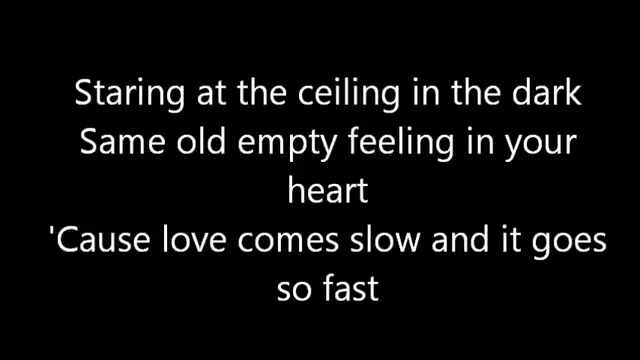 Staring at the ceiling in the dark
Same old empty feeling in your
heart
'Cause love comes slow and it goes
so fast